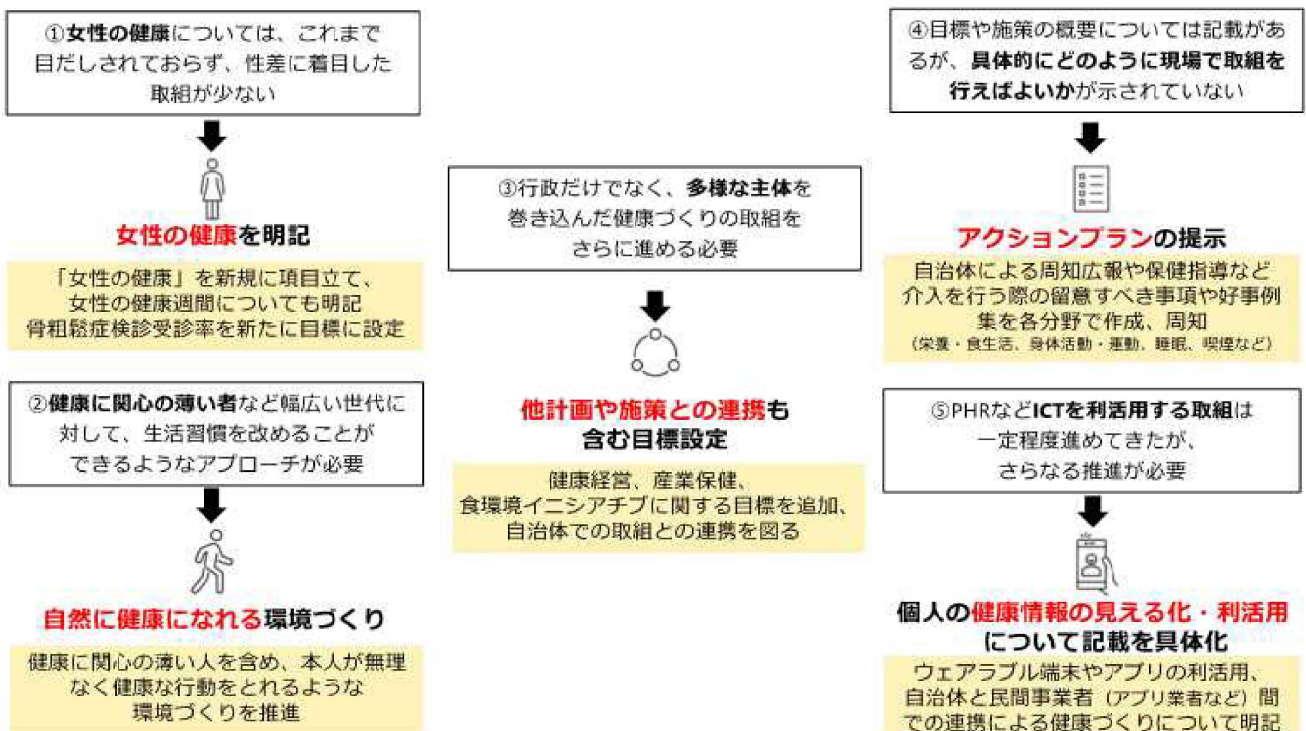 ①女性の健康については、これまで
目だしされておらず、性差に着目した
取組が少ない
女性の健康を明記
「女性の健康」を新規に項目立て、
女性の健康週間についても明記
骨粗鬆症検診受診率を新たに目標に設定
②健康に関心の薄い者など幅広い世代に
対して、生活習慣を改めることが
できるようなアプローチが必要
自然に健康になれる環境づくり
健康に関心の薄い人を含め、本人が無理
なく健康な行動をとれるような
環境づくりを推進
③行政だけでなく、多様な主体を
巻き込んだ健康づくりの取組を
さらに進める必要
他計画や施策との連携も
含む目標設定
健康経営、産業保健、
食環境イニシアチブに関する目標を追加、
自治体での取組との連携を図る
④目標や施策の概要については記載があ
るが、具体的にどのように現場で取組を
行えばよいかが示されていない
アクションプランの提示
自治体による周知広報や保健指導など
介入を行う際の留意すべき事項や好事例
集を各分野で作成、周知
（栄養・食生活、身体活動・運動、睡眠、喫煙など）
⑤PHRなどICTを利活用する取組は
一定程度進めてきたが、
さらなる推進が必要
個人の健康情報の見える化・利活用
について記載を具体化
ウェアラブル端末やアプリの利活用、
自治体と民間事業者（アプリ業者など）間
での連携による健康づくりについて明記